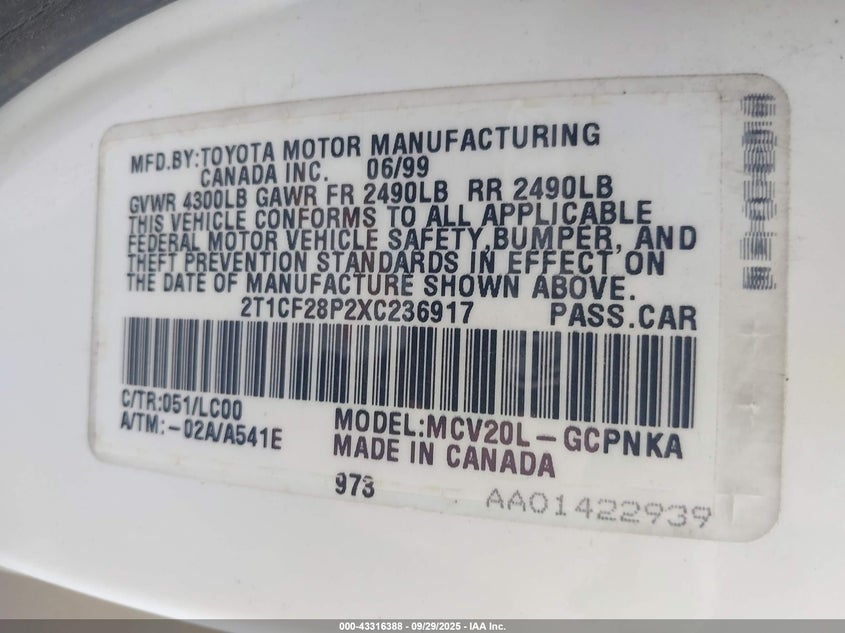 MFD.BY:TOYOTA MOTOR MANUFACTURING
CANADA INC. 06/99
GVWR 4300LB GAWR FR 2490LB RR 2490LB
THIS VEHICLE CONFORMS TO ALL APPLICABLE
FEDERAL MOTOR VEHICLE SAFETY,BUMPER, AND
THEFT PREVENTION STANDARDS IN EFFECT ON
THE DATE OF MANUFACTURE SHOWN ABOVE.
2T1CF28P2XC236917 PASS.CAR
C/TR:051/LC00
A/TM:-02A/A541E
MODEL:MCV20L-GCPNKA
MADE IN CANADA
973
AA01422939
000-43316388 - 09/29/2025 - IAA Inc.